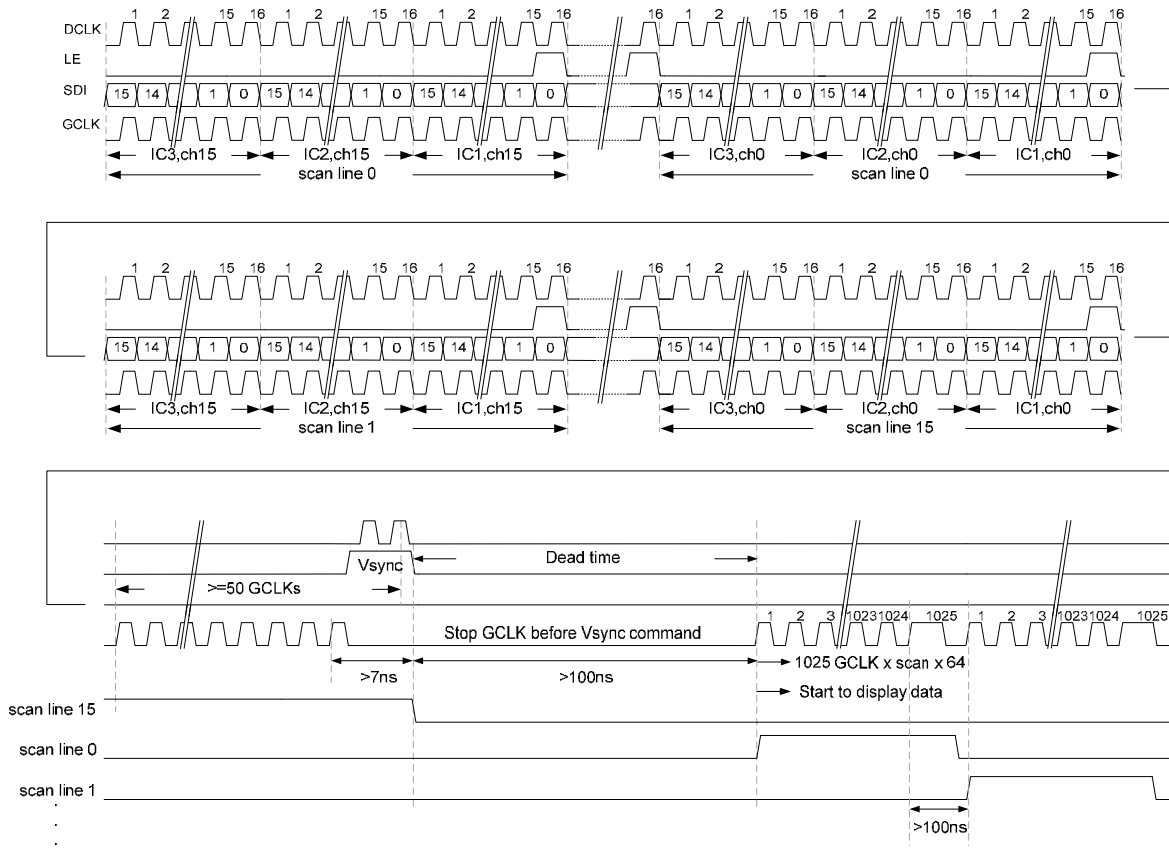 1 2 15 16 1 2 15 16 1 2 15 16 16 1 2 15 16 1 2 15 16 1 2 15 16
DCLK
LE
SDI 15 14 1 0 15 14 1 0 15 14 1 0 15 14 1 0 15 14 1 0 15 14 1 0
GCLK
IC3,ch15 IC2,ch15 IC1,ch15 IC3,ch0 IC2,ch0 IC1,ch0
scan line 0 scan line 0
1 2 15 16 1 2 15 16 1 2 15 16 16 1 2 15 16 1 2 15 16 1 2 15 16
15 14 1 0 15 14 1 0 15 14 1 0 15 14 1 0 15 14 1 0 15 14 1 0
IC3,ch15 IC2,ch15 IC1,ch15 IC3,ch0 IC2,ch0 IC1,ch0
scan line 1 scan line 15
Vsync Dead time
>=50 GCLKs
1 2 3 1023 1024 1025 1 2 3 1023 1024 1025
Stop GCLK before Vsync command
>7ns >100ns 1025 GCLK x scan x 64
Start to display data
scan line 15
scan line 0
scan line 1
>100ns